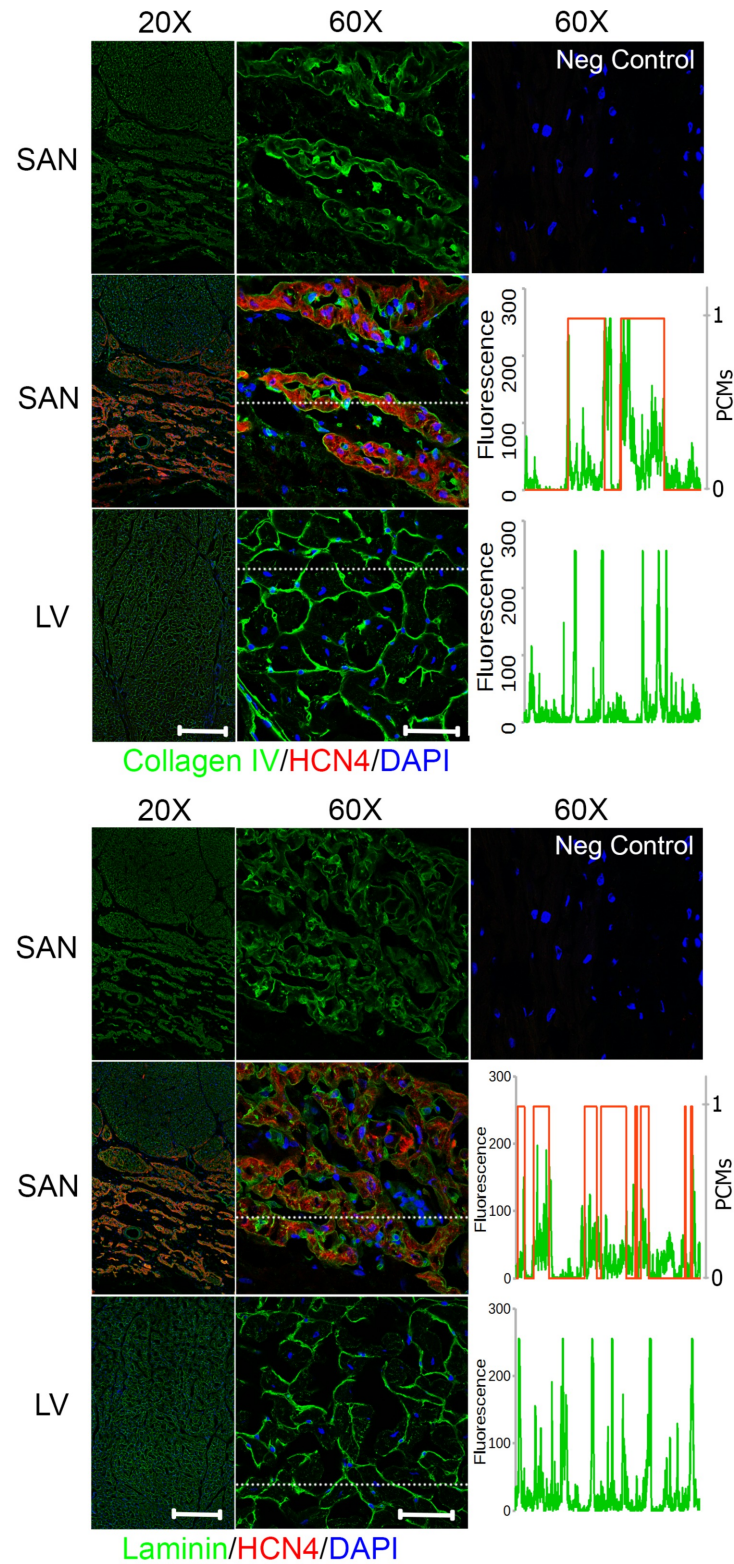 20X 60X 60X
SAN
Neg Control
SAN
Fluorescence
300
200
100
0
1
0
PCMs
LV
Fluorescence
300
200
100
0
Collagen IV/HCN4/DAPI
20X 60X 60X
SAN
Neg Control
SAN
Fluorescence
300
200
100
0
1
0
PCMs
LV
Fluorescence
300
200
100
0
Laminin/HCN4/DAPI